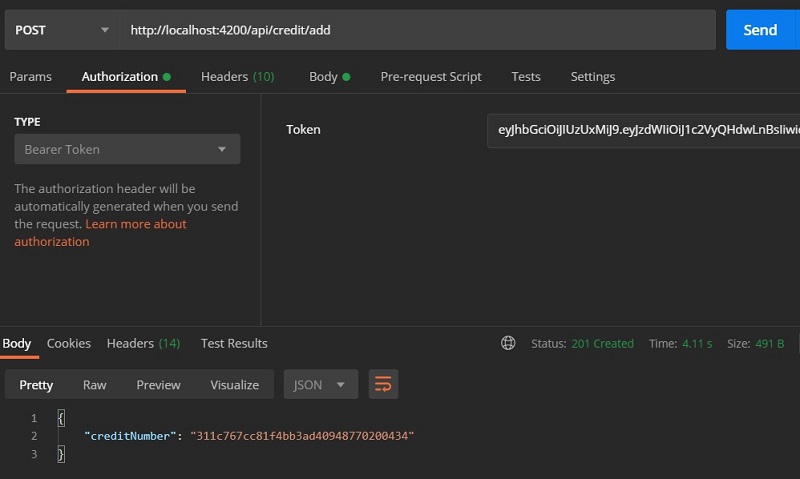 POST http://localhost:4200/api/credit/add Send
Params Authorization Headers (10) Body Pre-request Script Tests Settings
TYPE
Bearer Token
The authorization header will be
automatically generated when you send
the request. Learn more about
authorization
Token
Body Cookies Headers (14) Test Results Status: 201 Created Time: 4.11 s Size: 491 B
Pretty Raw Preview Visualize JSON
1 {
2 "creditNumber": "311c767cc81f4bb3ad40948770200434"
3 }